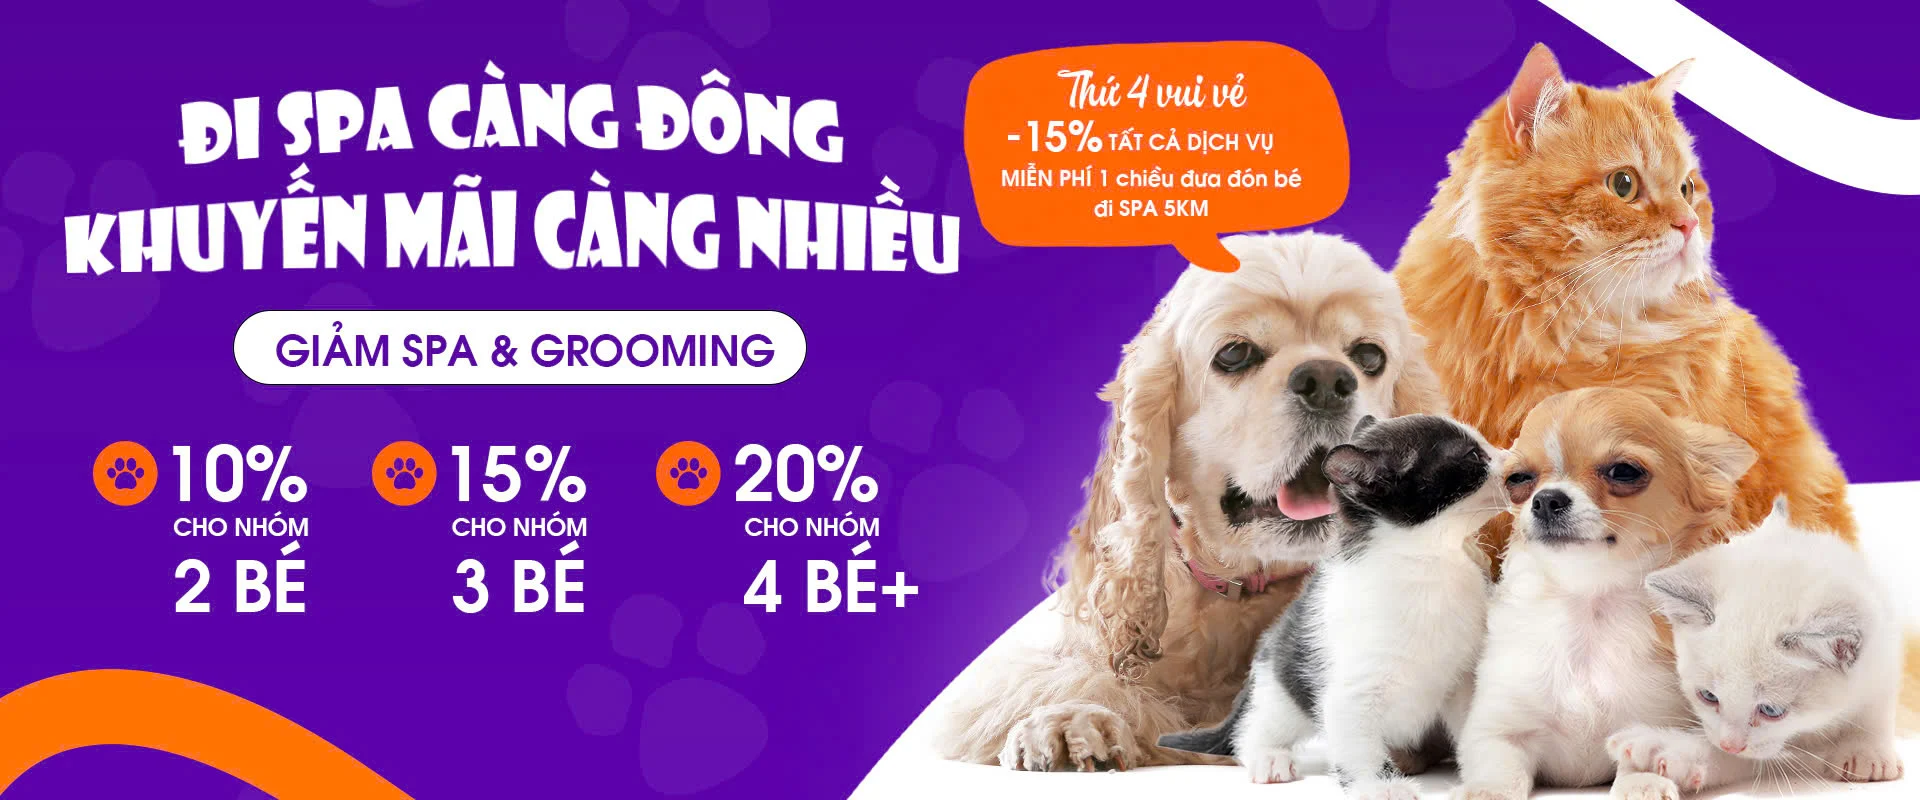 ĐI SPA CÀNG ĐÔNG
KHUYẾN MÃI CÀNG NHIỀU
GIẢM SPA & GROOMING
10%
CHO NHÓM
2 BÉ
15%
CHO NHÓM
3 BÉ
20%
CHO NHÓM
4 BÉ+
Thứ 4 vui vẻ
-15% TẤT CẢ DỊCH VỤ
MIỄN PHÍ 1 chiều đưa đón bé
đi SPA 5KM